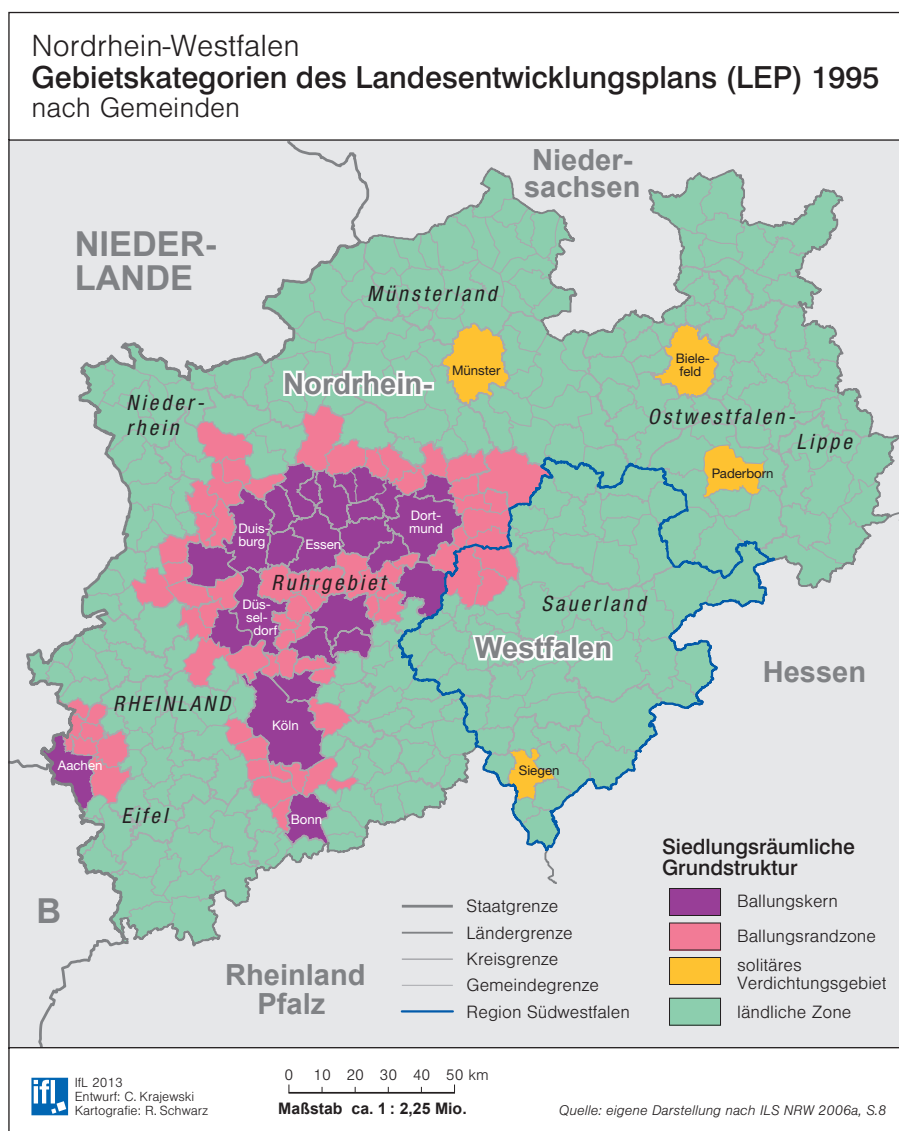 Nordrhein-Westfalen
Gebietskategorien des Landesentwicklungsplans (LEP) 1995
nach Gemeinden
Nieder-
sachsen
NIEDER-
LANDE
Münsterland
Münster
Biele-
feld
Nordrhein-
Nieder-
rhein
Ostwestfalen-
Lippe
Paderborn
Duis-
burg
Essen
Dort-
mund
Ruhrgebiet
Düs-
sel-
dorf
Sauerland
Westfalen
Hessen
RHEINLAND
Köln
Aachen
Siegen
Eifel
Bonn
B
Rheinland
Pfalz
Staatgrenze
Ländergrenze
Kreisgrenze
Gemeindegrenze
Region Südwestfalen
Siedlungsräumliche
Grundstruktur
Ballungskern
Ballungsrandzone
solitäres
Verdichtungsgebiet
ländliche Zone
ifl
IfL 2013
Entwurf: C. Krajewski
Kartografie: R. Schwarz
0 10 20 30 40 50 km
Maßstab ca. 1 : 2,25 Mio.
Quelle: eigene Darstellung nach ILS NRW 2006a, S.8